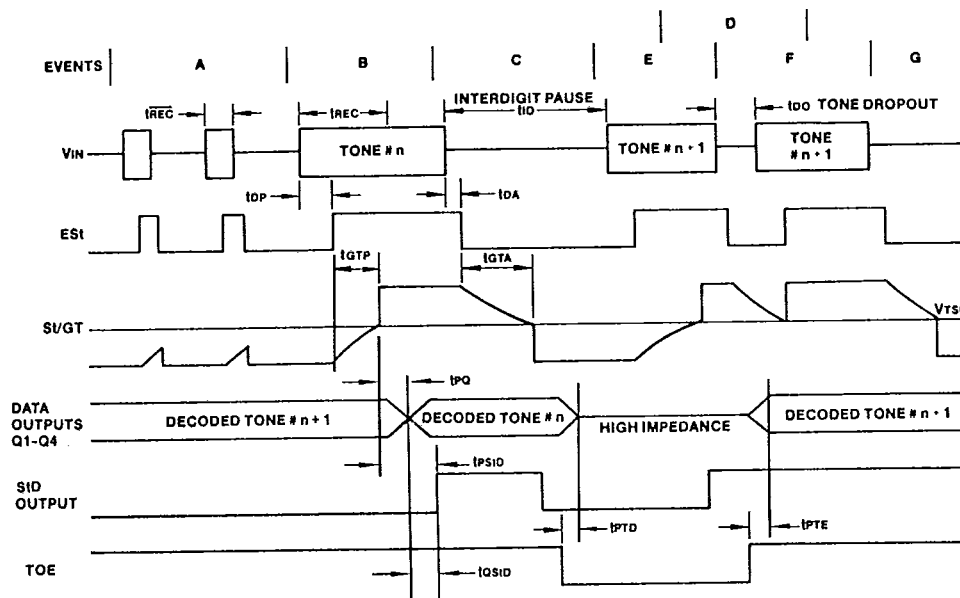 D
EVENTS A B C E F G
tREC tREC INTERDIGIT PAUSE tID tDO TONE DROPOUT
VIN TONE #n TONE #n+1 TONE #n+1
tDP tDA
ESt
tGTP tGTA
St/GT VTSt
tPQ
DATA OUTPUTS Q1-Q4 DECODED TONE # n+1 DECODED TONE # n HIGH IMPEDANCE DECODED TONE # n+1
tPStD
StD OUTPUT
tPTD tPTE
TOE
tQStD